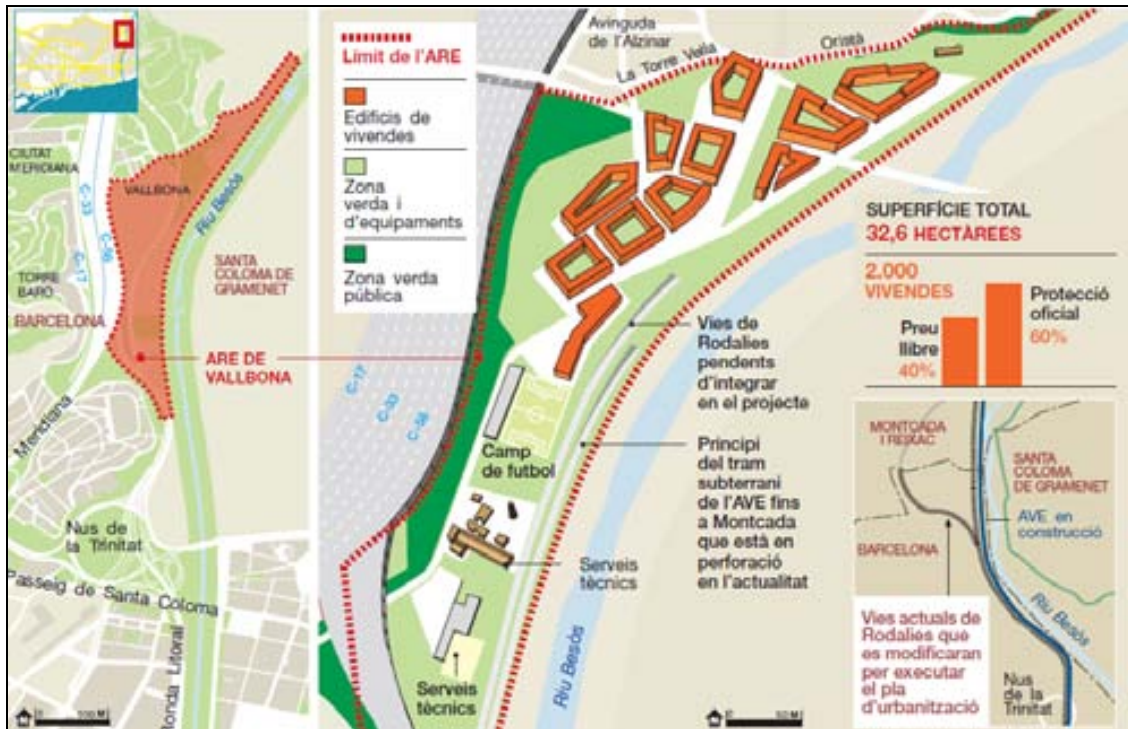 CIUTAT
MERIDIANA
C-33
C-58
C-17
VALLBONA
Riu Besòs
SANTA
COLOMA DE
GRAMENET
TORRE
BARÓ
BARCELONA
ARE DE
VALLBONA
Meridiana
Nus de
la Trinitat
Passeig de Santa Coloma
Ronda Litoral
0 100 M
Límit de l'ARE
Edificis de
vivendes
Zona
verda i
d'equipaments
Zona verda
pública
Avinguda
de l'Alzinar
La Torre Vella
Oristà
C-17
C-33
C-58
Camp
de futbol
Serveis
tècnics
Serveis
tècnics
Vies de
Rodalies
pendents
d'integrar
en el projecte
Principi
del tram
subterrani
de l'AVE fins
a Montcada
que està en
perforació
en l'actualitat
Riu Besòs
0 50 M
SUPERFÍCIE TOTAL
32,6 HECTÀREES
2.000
VIVENDES
Preu
lliure
40%
Protecció
oficial
60%
MONTCADA
I REIXAC
SANTA
COLOMA
DE GRAMENET
AVE en
construcció
BARCELONA
Riu Besòs
Vies actuals de
Rodalies que
es modificaran
per executar
el pla
d'urbanització
Nus de
la Trinitat